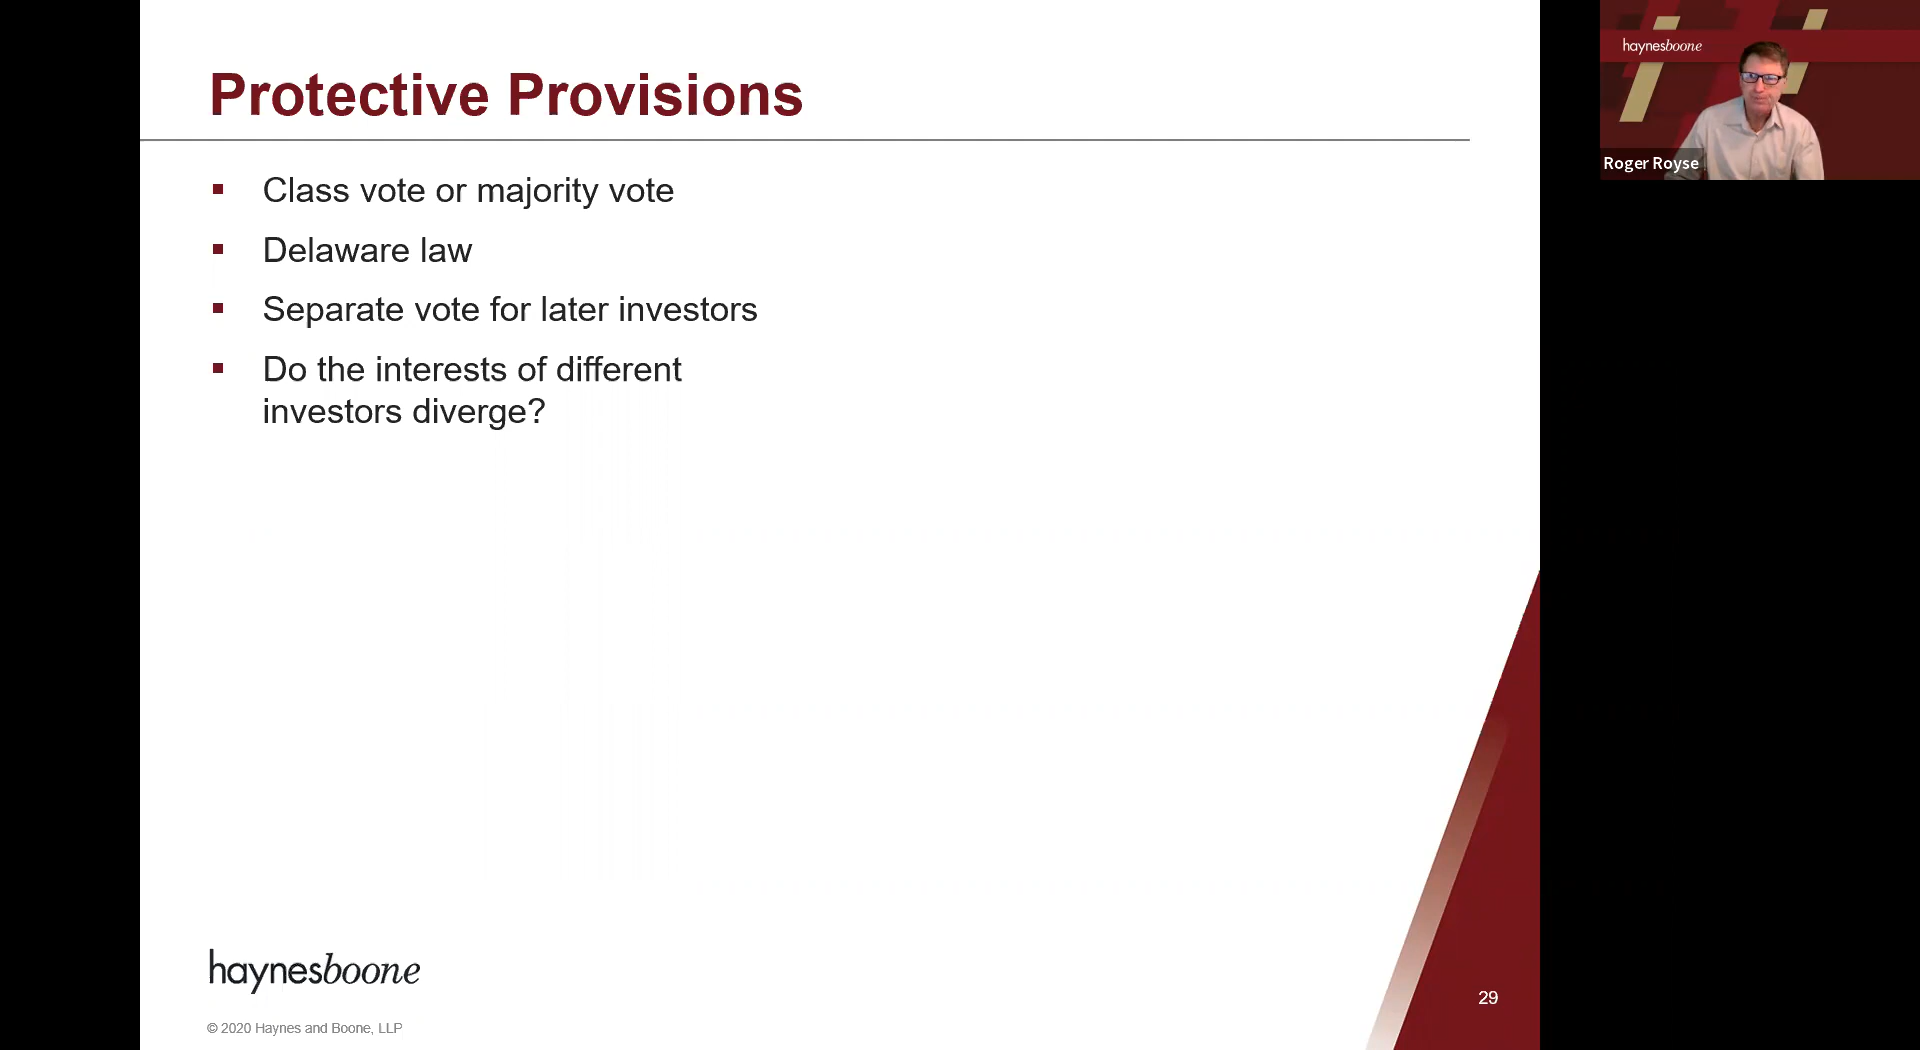 Protective Provisions
Class vote or majority vote
Delaware law
Separate vote for later investors
Do the interests of different
investors diverge?
haynesboone
© 2020 Haynes and Boone, LLP
29
haynesboone
Roger Royse